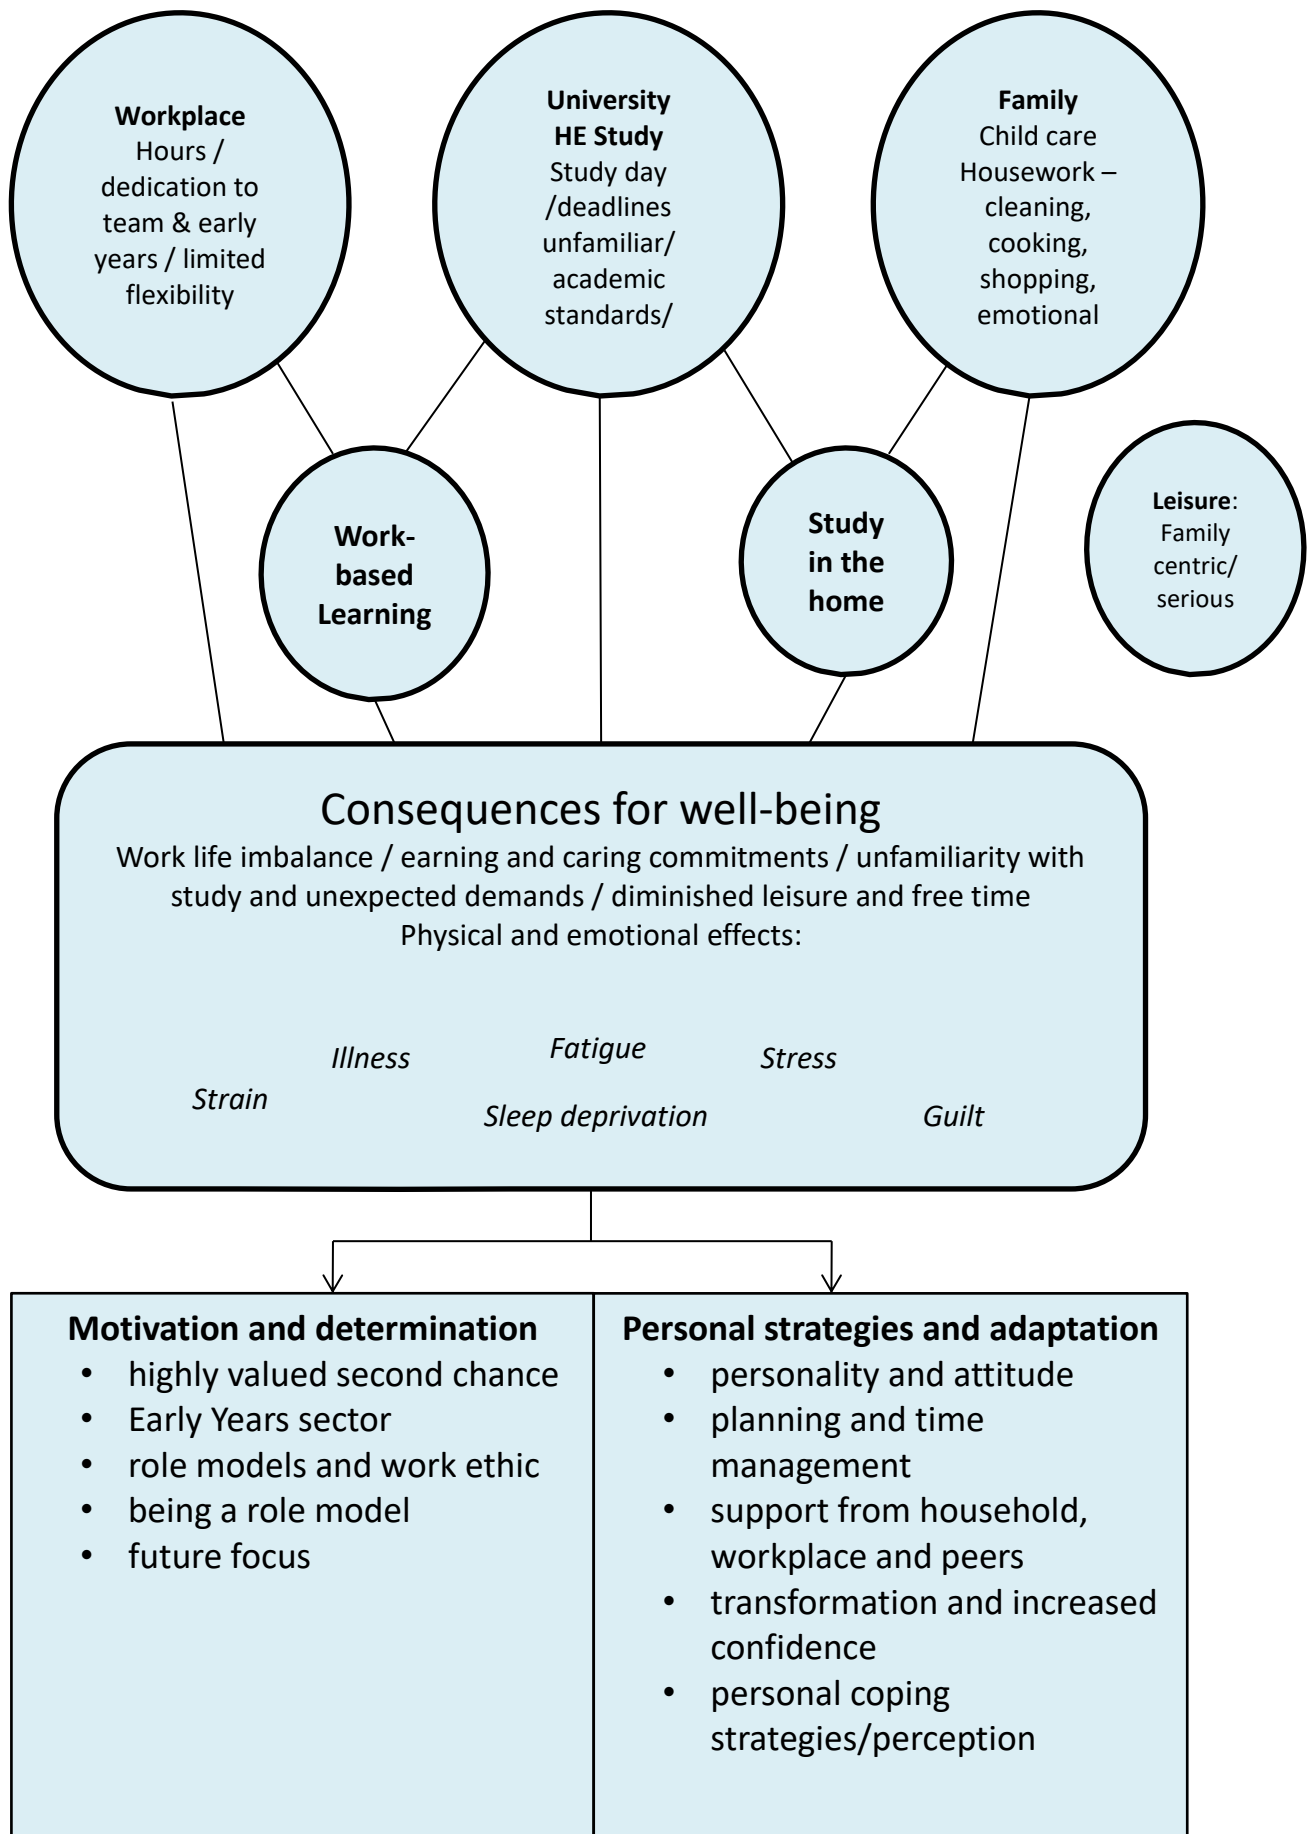 Workplace
Hours /
dedication to
team & early
years / limited
flexibility
University
HE Study
Study day
/deadlines
unfamiliar/
academic
standards/
Family
Child care
Housework –
cleaning,
cooking,
shopping,
emotional
Work-
based
Learning
Study
in the
home
Leisure:
Family
centric/
serious
Consequences for well-being
Work life imbalance / earning and caring commitments / unfamiliarity with
study and unexpected demands / diminished leisure and free time
Physical and emotional effects:
Illness
Fatigue
Stress
Strain
Sleep deprivation
Guilt
Motivation and determination
• highly valued second chance
• Early Years sector
• role models and work ethic
• being a role model
• future focus
Personal strategies and adaptation
• personality and attitude
• planning and time
management
• support from household,
workplace and peers
• transformation and increased
confidence
• personal coping
strategies/perception